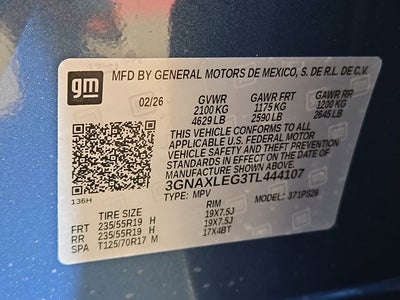 gm
MFD BY GENERAL MOTORS DE MEXICO, S. DE R.L. DE C.V.
02/26 GVWR GAWR FRT GAWR RR
2100 KG 1175 KG 1200 KG
4629 LB 2590 LB 2645 LB
THIS VEHICLE CONFORMS TO ALL
APPLICABLE U.S. FEDERAL MOTOR
VEHICLE SAFETY, BUMPER, AND THEFT PREVENTION
STANDARDS IN EFFECT ON THE DATE OF
MANUFACTURE SHOWN ABOVE.
3GNAXLEG3TL444107
TYPE: MPV MODEL: 371PS26
136H
TIRE SIZE RIM
FRT 235/55R19 H 19X7.5J
RR 235/55R19 H 19X7.5J
SPA T125/70R17 M 17X4BT